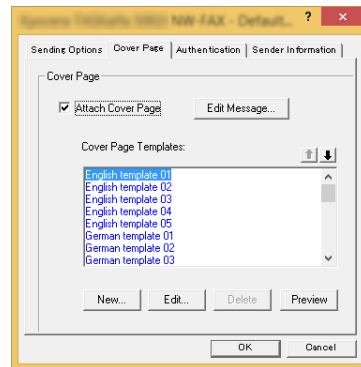 NW-FAX - Default... ?
Sending Options Cover Page Authentication Sender Information
Cover Page
Attach Cover Page Edit Message...
Cover Page Templates:
English template 01
English template 02
English template 03
English template 04
English template 05
German template 01
German template 02
German template 03
New... Edit... Delete Preview
OK Cancel